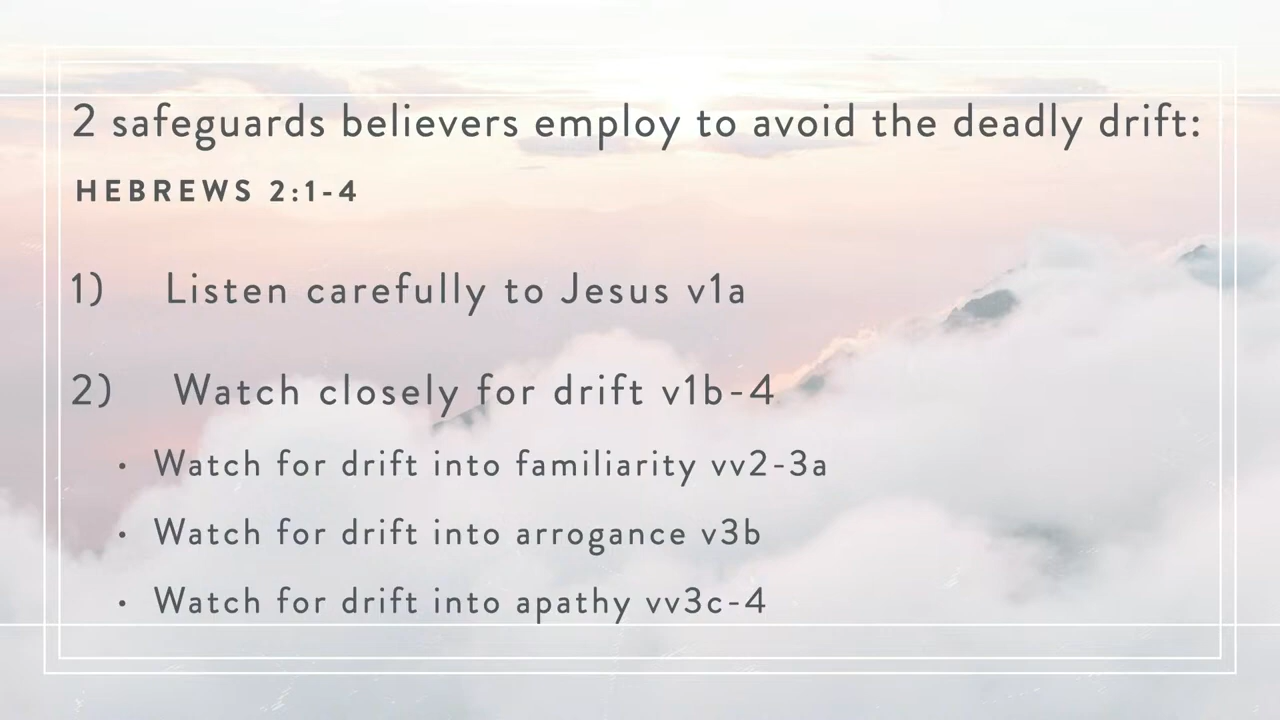 2 safeguards believers employ to avoid the deadly drift:
HEBREWS 2:1-4
1) Listen carefully to Jesus v1a
2) Watch closely for drift v1b-4
• Watch for drift into familiarity vv2-3a
• Watch for drift into arrogance v3b
• Watch for drift into apathy vv3c-4